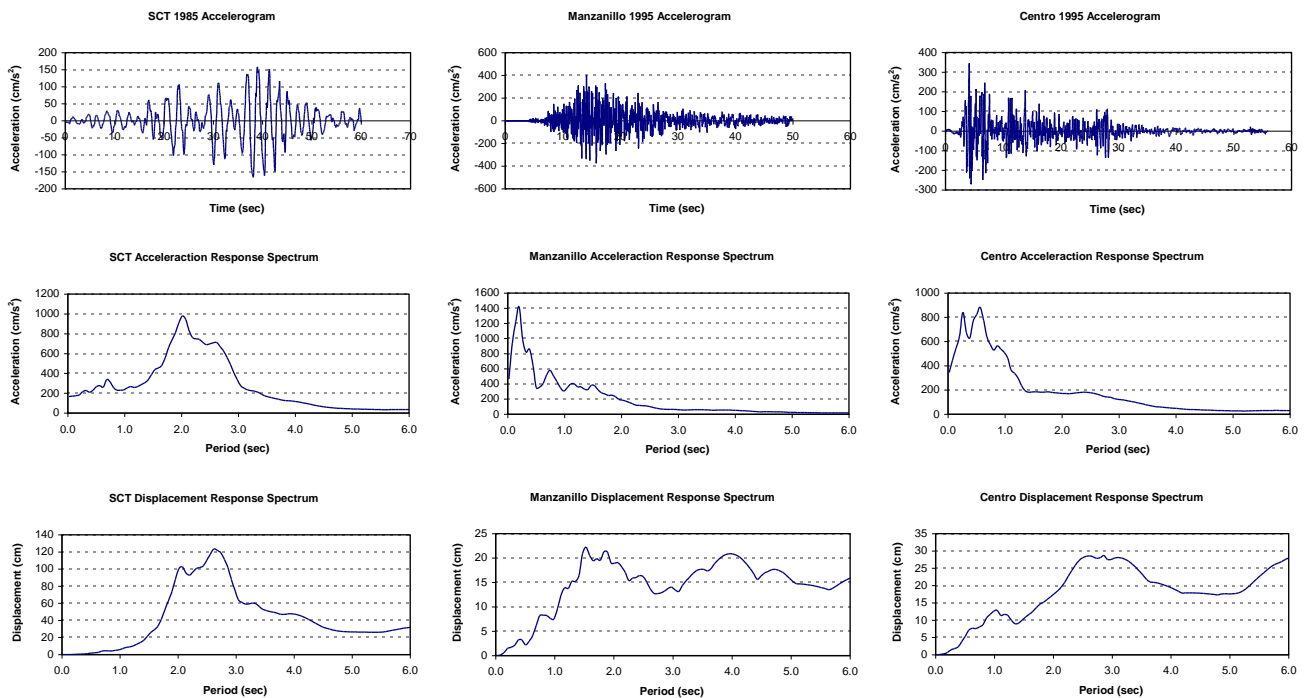 SCT 1985 Accelerogram
200
150
100
50
0
-50
-100
-150
-200
0 10 20 30 40 50 60 70
Acceleration (cm/s²)
Time (sec)
Manzanillo 1995 Accelerogram
600
400
200
0
-200
-400
-600
0 10 20 30 40 50 60
Acceleration (cm/s²)
Time (sec)
Centro 1995 Accelerogram
400
300
200
100
0
-100
-200
-300
0 10 20 30 40 50 60
Acceleration (cm/s²)
Time (sec)
SCT Acceleraction Response Spectrum
1200
1000
800
600
400
200
0
0.0 1.0 2.0 3.0 4.0 5.0 6.0
Acceleration (cm/s²)
Period (sec)
Manzanillo Acceleraction Response Spectrum
1600
1400
1200
1000
800
600
400
200
0
0.0 1.0 2.0 3.0 4.0 5.0 6.0
Acceleration (cm/s²)
Period (sec)
Centro Acceleraction Response Spectrum
1000
800
600
400
200
0
0.0 1.0 2.0 3.0 4.0 5.0 6.0
Acceleration (cm/s²)
Period (sec)
SCT Displacement Response Spectrum
140
120
100
80
60
40
20
0
0.0 1.0 2.0 3.0 4.0 5.0 6.0
Displacement (cm)
Period (sec)
Manzanillo Displacement Response Spectrum
25
20
15
10
5
0
0.0 1.0 2.0 3.0 4.0 5.0 6.0
Displacement (cm)
Period (sec)
Centro Displacement Response Spectrum
35
30
25
20
15
10
5
0
0.0 1.0 2.0 3.0 4.0 5.0 6.0
Displacement (cm)
Period (sec)